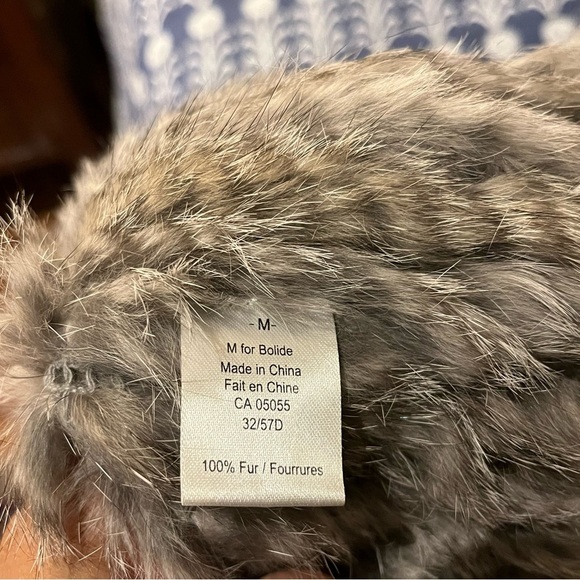 - M-
M for Bolide
Made in China
Fait en Chine
CA 05055
32/57D
100% Fur / Fourrures